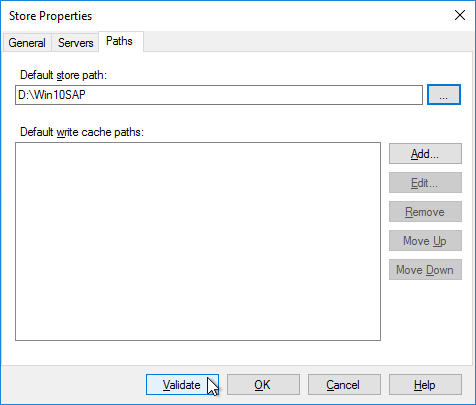 Store Properties
General Servers Paths
Default store path:
D:\Win10SAP
...
Default write cache paths:
Add...
Edit...
Remove
Move Up
Move Down
Validate OK Cancel Help